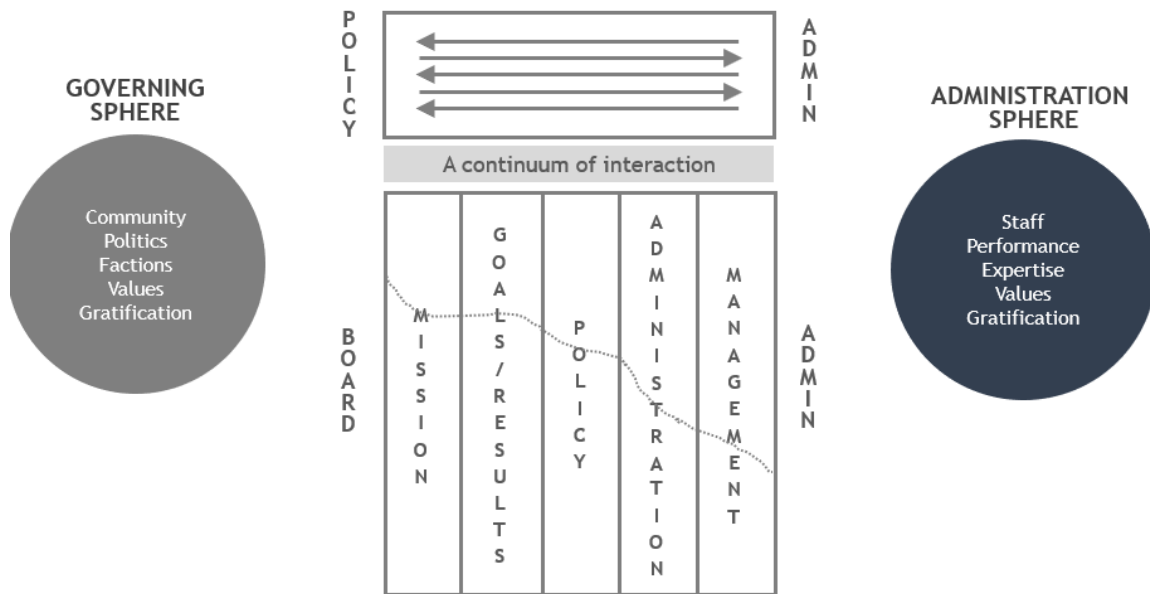 GOVERNING
SPHERE
Community
Politics
Factions
Values
Gratification
POLICY
ADMIN
A continuum of interaction
BOARD
MISSION
GOALS/RESULTS
POLICY
ADMINISTRATION
MANAGEMENT
ADMIN
ADMINISTRATION
SPHERE
Staff
Performance
Expertise
Values
Gratification